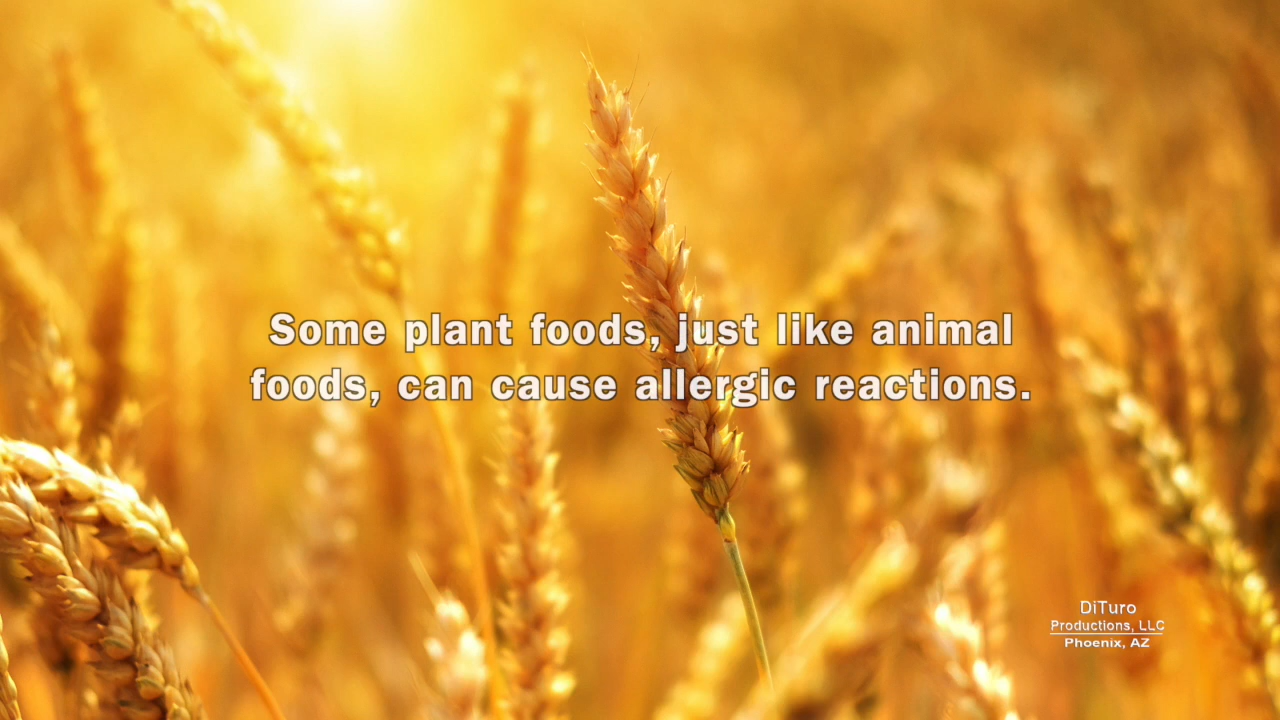 Some plant foods, just like animal
foods, can cause allergic reactions.
DiTuro
Productions, LLC
Phoenix, AZ